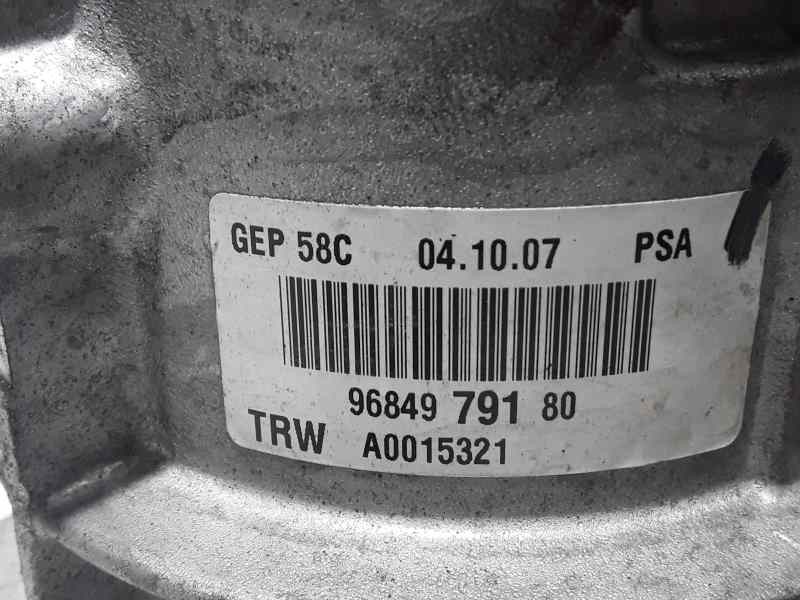 GEP 58C 04.10.07 PSA
96849 791 80
TRW A0015321